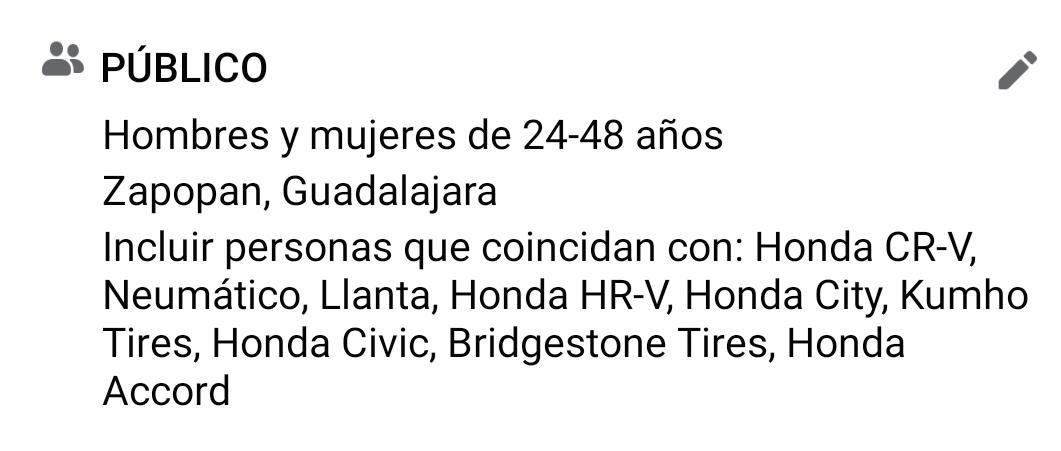 PÚBLICO
Hombres y mujeres de 24-48 años
Zapopan, Guadalajara
Incluir personas que coincidan con: Honda CR-V,
Neumático, Llanta, Honda HR-V, Honda City, Kumho
Tires, Honda Civic, Bridgestone Tires, Honda
Accord